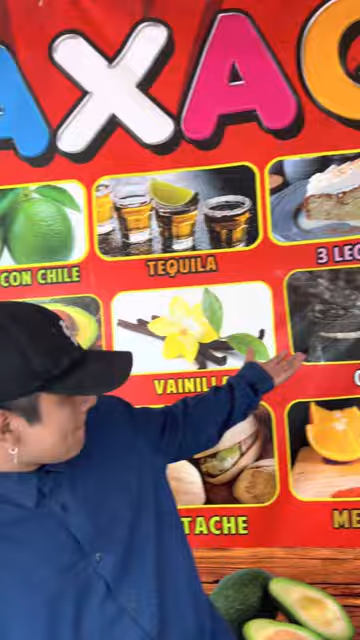 AXAC
CON CHILE
TEQUILA
3 LEC
VAINILL
TACHE
ME